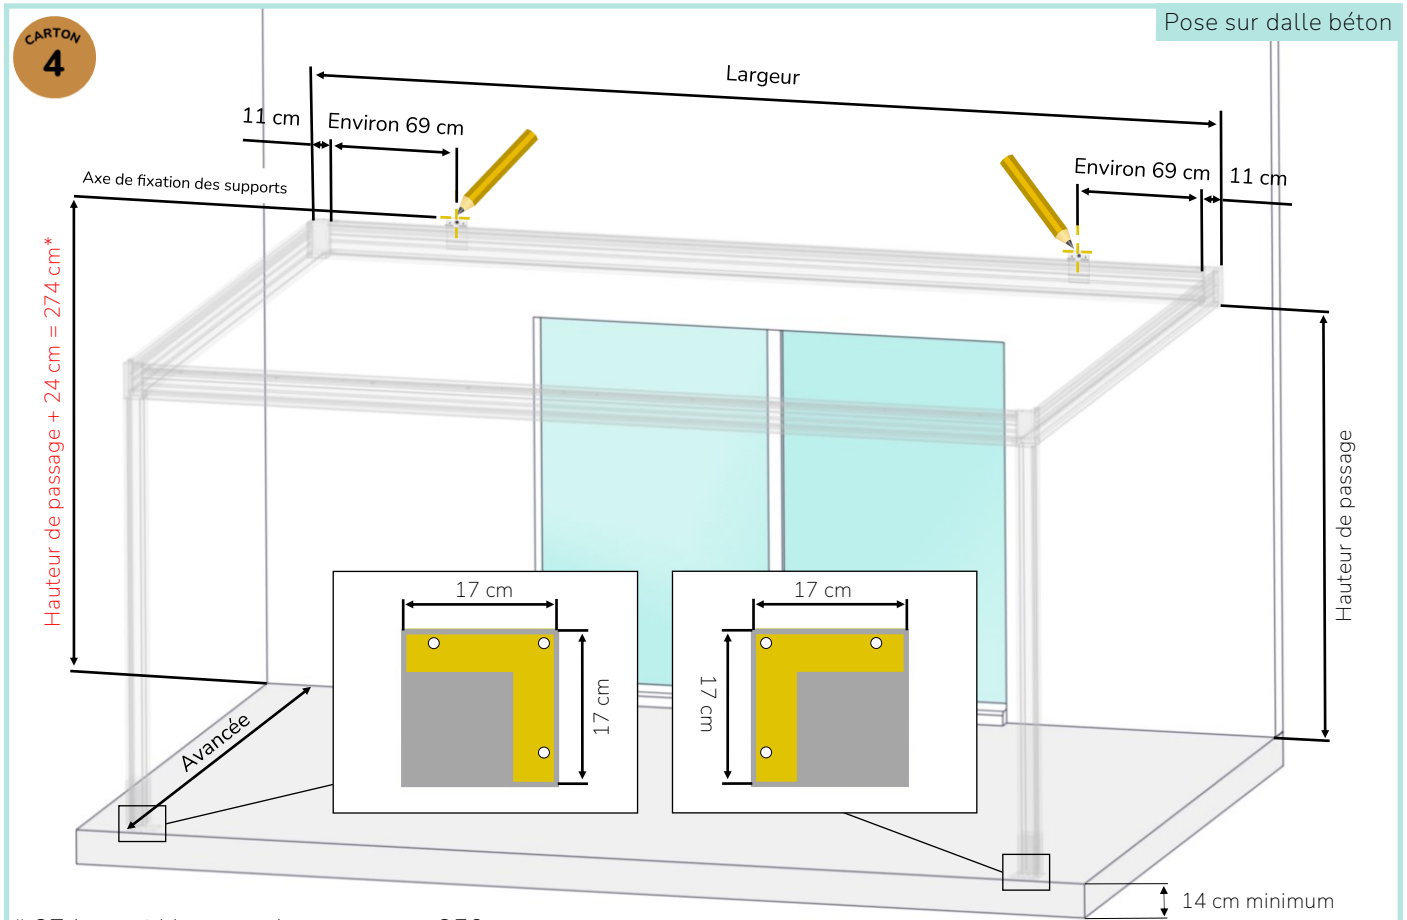 Pose sur dalle béton
CARTON
4
Largeur
11 cm
Environ 69 cm
Environ 69 cm
11 cm
Axe de fixation des supports
Hauteur de passage + 24 cm = 274 cm*
Hauteur de passage
17 cm
17 cm
17 cm
17 cm
Avancée
14 cm minimum